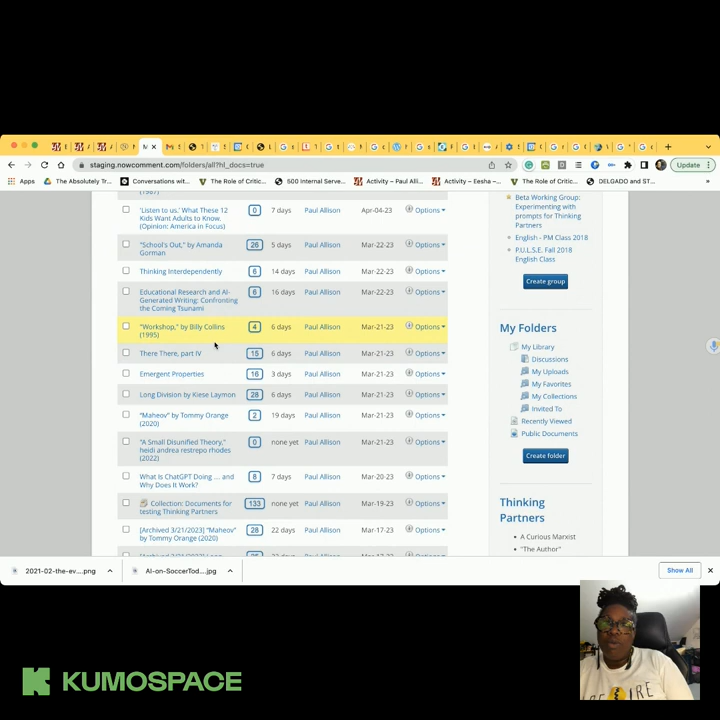 Update
staging.nowcomment.com/folders/all?hl_docs=true
Apps
The Absolutely Tr...
Conversations wit...
The Role of Critic...
500 Internal Serve...
Activity – Paul Alli...
Activity – Eesha –...
The Role of Critic...
DELGADO and ST...
»
(1967)
'Listen to us.' What These 12
Kids Want Adults to Know.
(Opinion: America in Focus)
0
7 days
Paul Allison
Apr-04-23
Options
"School's Out," by Amanda
Gorman
26
5 days
Paul Allison
Mar-22-23
Options
Thinking Interdependently
6
14 days
Paul Allison
Mar-22-23
Options
Educational Research and AI-
Generated Writing: Confronting
the Coming Tsunami
6
16 days
Paul Allison
Mar-22-23
Options
"Workshop," by Billy Collins
(1995)
4
6 days
Paul Allison
Mar-21-23
Options
There There, part IV
15
6 days
Paul Allison
Mar-21-23
Options
Emergent Properties
16
3 days
Paul Allison
Mar-21-23
Options
Long Division by Kiese Laymon
28
6 days
Paul Allison
Mar-21-23
Options
"Maheov" by Tommy Orange
(2020)
2
19 days
Paul Allison
Mar-21-23
Options
"A Small Disunified Theory,"
heidi andrea restrepo rhodes
(2022)
0
none yet
Paul Allison
Mar-21-23
Options
What Is ChatGPT Doing ... and
Why Does It Work?
8
7 days
Paul Allison
Mar-20-23
Options
Collection: Documents for
testing Thinking Partners
133
none yet
Paul Allison
Mar-19-23
Options
[Archived 3/21/2023] "Maheov"
by Tommy Orange (2020)
28
22 days
Paul Allison
Mar-17-23
Options
Beta Working Group:
Experimenting with
prompts for Thinking
Partners
English - PM Class 2018
P.U.L.S.E. Fall 2018
English Class
Create group
My Folders
My Library
Discussions
My Uploads
My Favorites
My Collections
Invited To
Recently Viewed
Public Documents
Create folder
Thinking
Partners
A Curious Marxist
"The Author"
2021-02-the-ev....png
AI-on-SoccerTod....jpg
Show All
KUMOSPACE